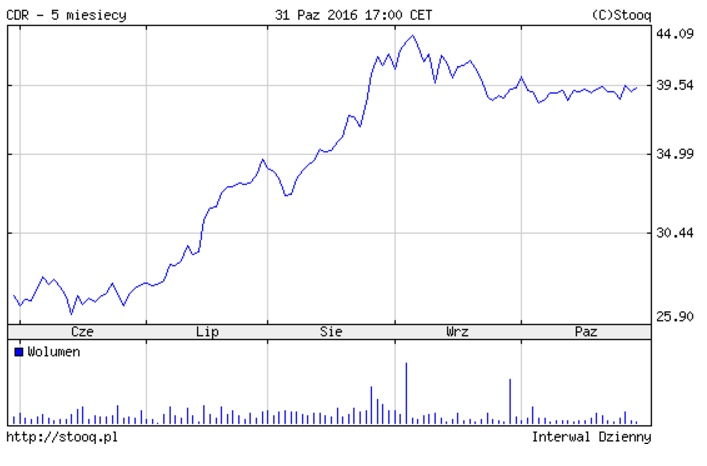 CDR - 5 miesiecy 31 Paz 2016 17:00 CET (C)Stooq
44.09
39.54
34.99
30.44
25.90
Cze Lip Sie Wrz Paz
Wolumen
http://stooq.pl Interwal Dzienny